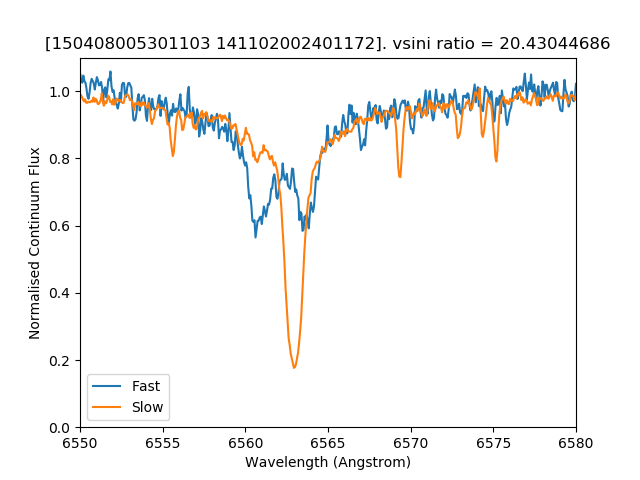 [150408005301103 141102002401172]. vsini ratio = 20.43044686
Normalised Continuum Flux
1.0
0.8
0.6
0.4
0.2
0.0
Fast
Slow
6550 6555 6560 6565 6570 6575 6580
Wavelength (Angstrom)